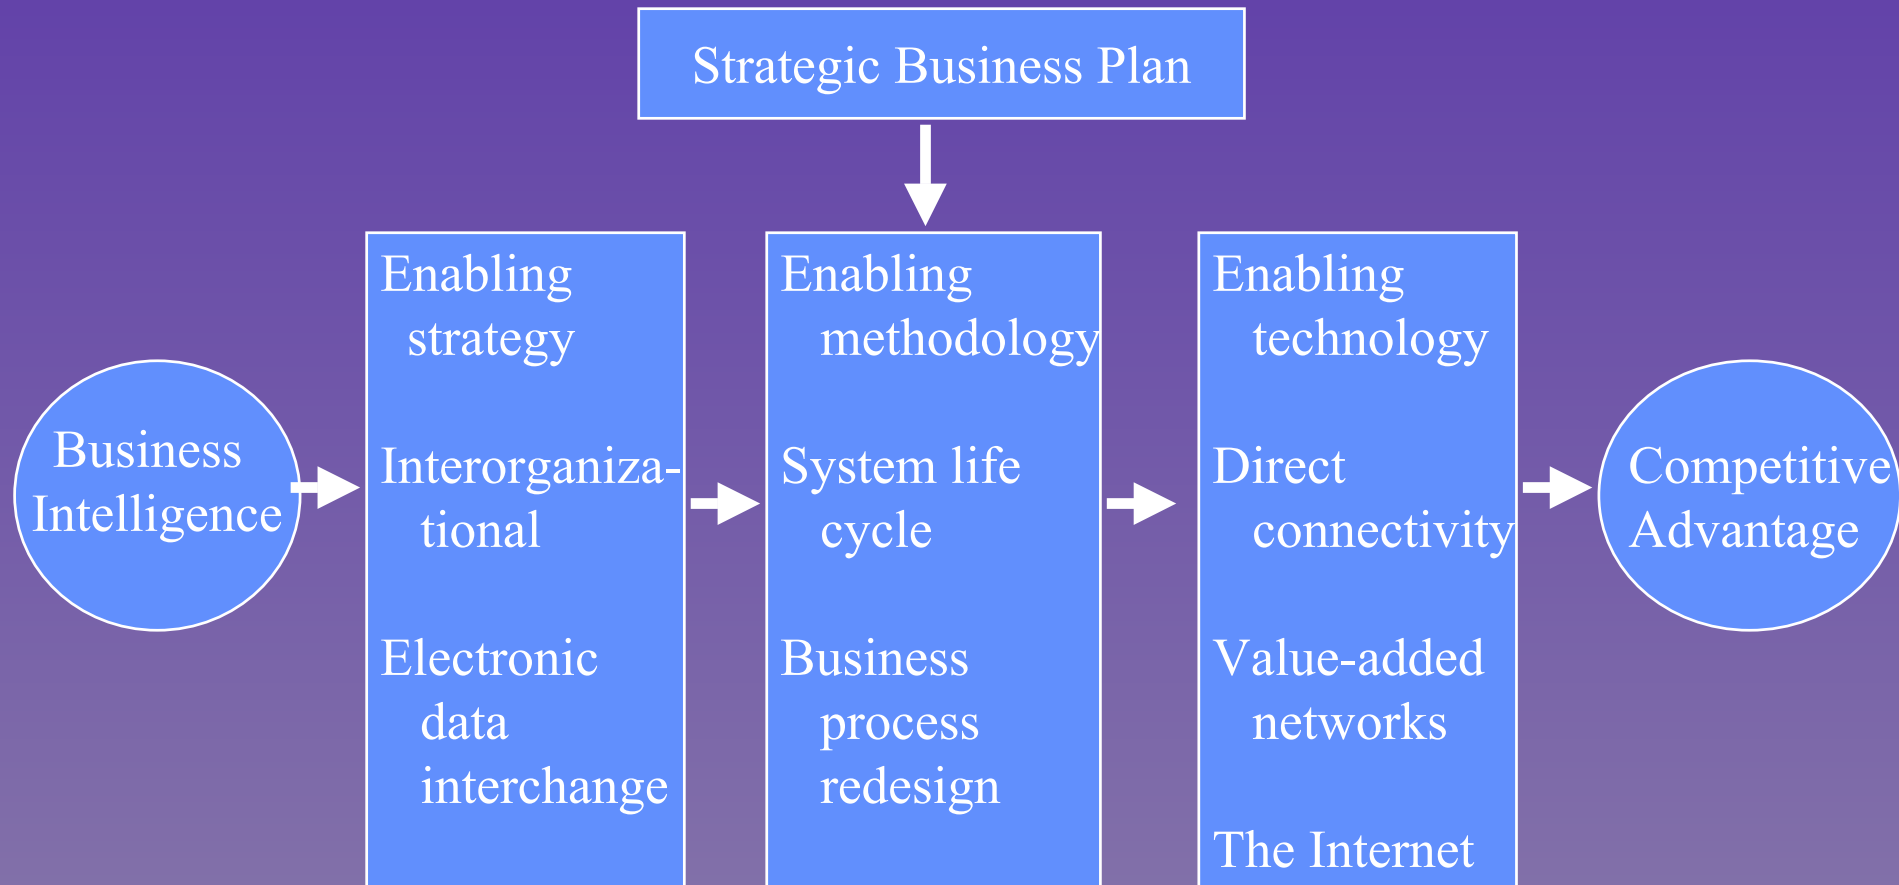 Strategic Business Plan
Business
Intelligence
Enabling
strategy
Interorganiza-
tional
Electronic
data
interchange
Enabling
methodology
System life
cycle
Business
process
redesign
Enabling
technology
Direct
connectivity
Value-added
networks
The Internet
Competitive
Advantage